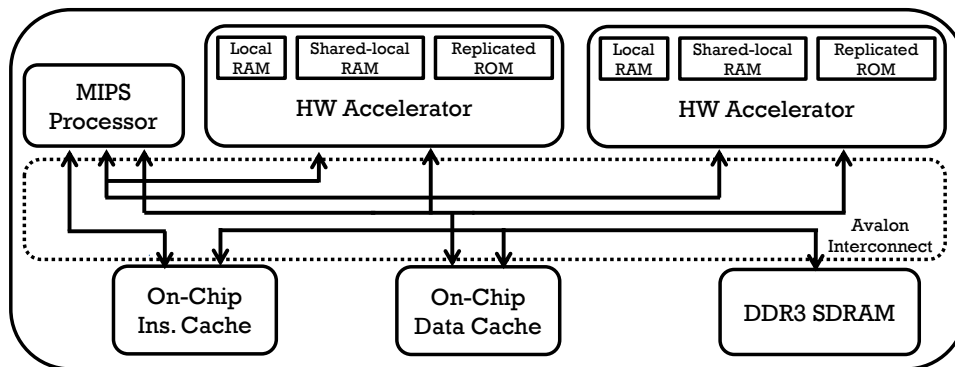 MIPS
Processor
Local
RAM
Shared-local
RAM
Replicated
ROM
HW Accelerator
Local
RAM
Shared-local
RAM
Replicated
ROM
HW Accelerator
Avalon
Interconnect
On-Chip
Ins. Cache
On-Chip
Data Cache
DDR3 SDRAM